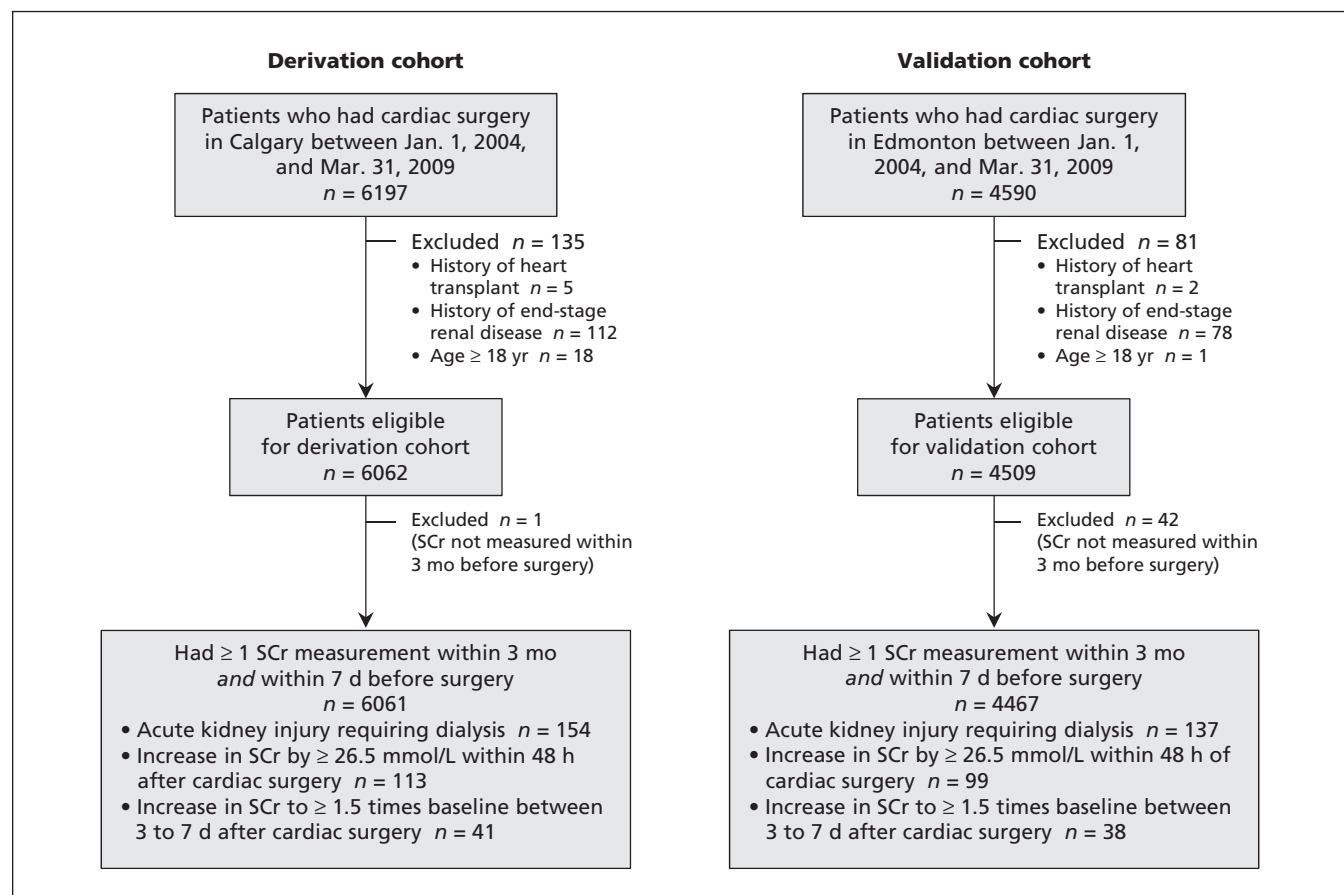 Derivation cohort
Patients who had cardiac surgery
in Calgary between Jan. 1, 2004,
and Mar. 31, 2009
n = 6197
Excluded n = 135
• History of heart
transplant n = 5
• History of end-stage
renal disease n = 112
• Age ≥ 18 yr n = 18
Patients eligible
for derivation cohort
n = 6062
Excluded n = 1
(SCr not measured within
3 mo before surgery)
Had ≥ 1 SCr measurement within 3 mo
and within 7 d before surgery
n = 6061
• Acute kidney injury requiring dialysis n = 154
• Increase in SCr by ≥ 26.5 mmol/L within 48 h
after cardiac surgery n = 113
• Increase in SCr to ≥ 1.5 times baseline between
3 to 7 d after cardiac surgery n = 41
Validation cohort
Patients who had cardiac surgery
in Edmonton between Jan. 1,
2004, and Mar. 31, 2009
n = 4590
Excluded n = 81
• History of heart
transplant n = 2
• History of end-stage
renal disease n = 78
• Age ≥ 18 yr n = 1
Patients eligible
for validation cohort
n = 4509
Excluded n = 42
(SCr not measured within
3 mo before surgery)
Had ≥ 1 SCr measurement within 3 mo
and within 7 d before surgery
n = 4467
• Acute kidney injury requiring dialysis n = 137
• Increase in SCr by ≥ 26.5 mmol/L within 48 h of
cardiac surgery n = 99
• Increase in SCr to ≥ 1.5 times baseline between
3 to 7 d after cardiac surgery n = 38